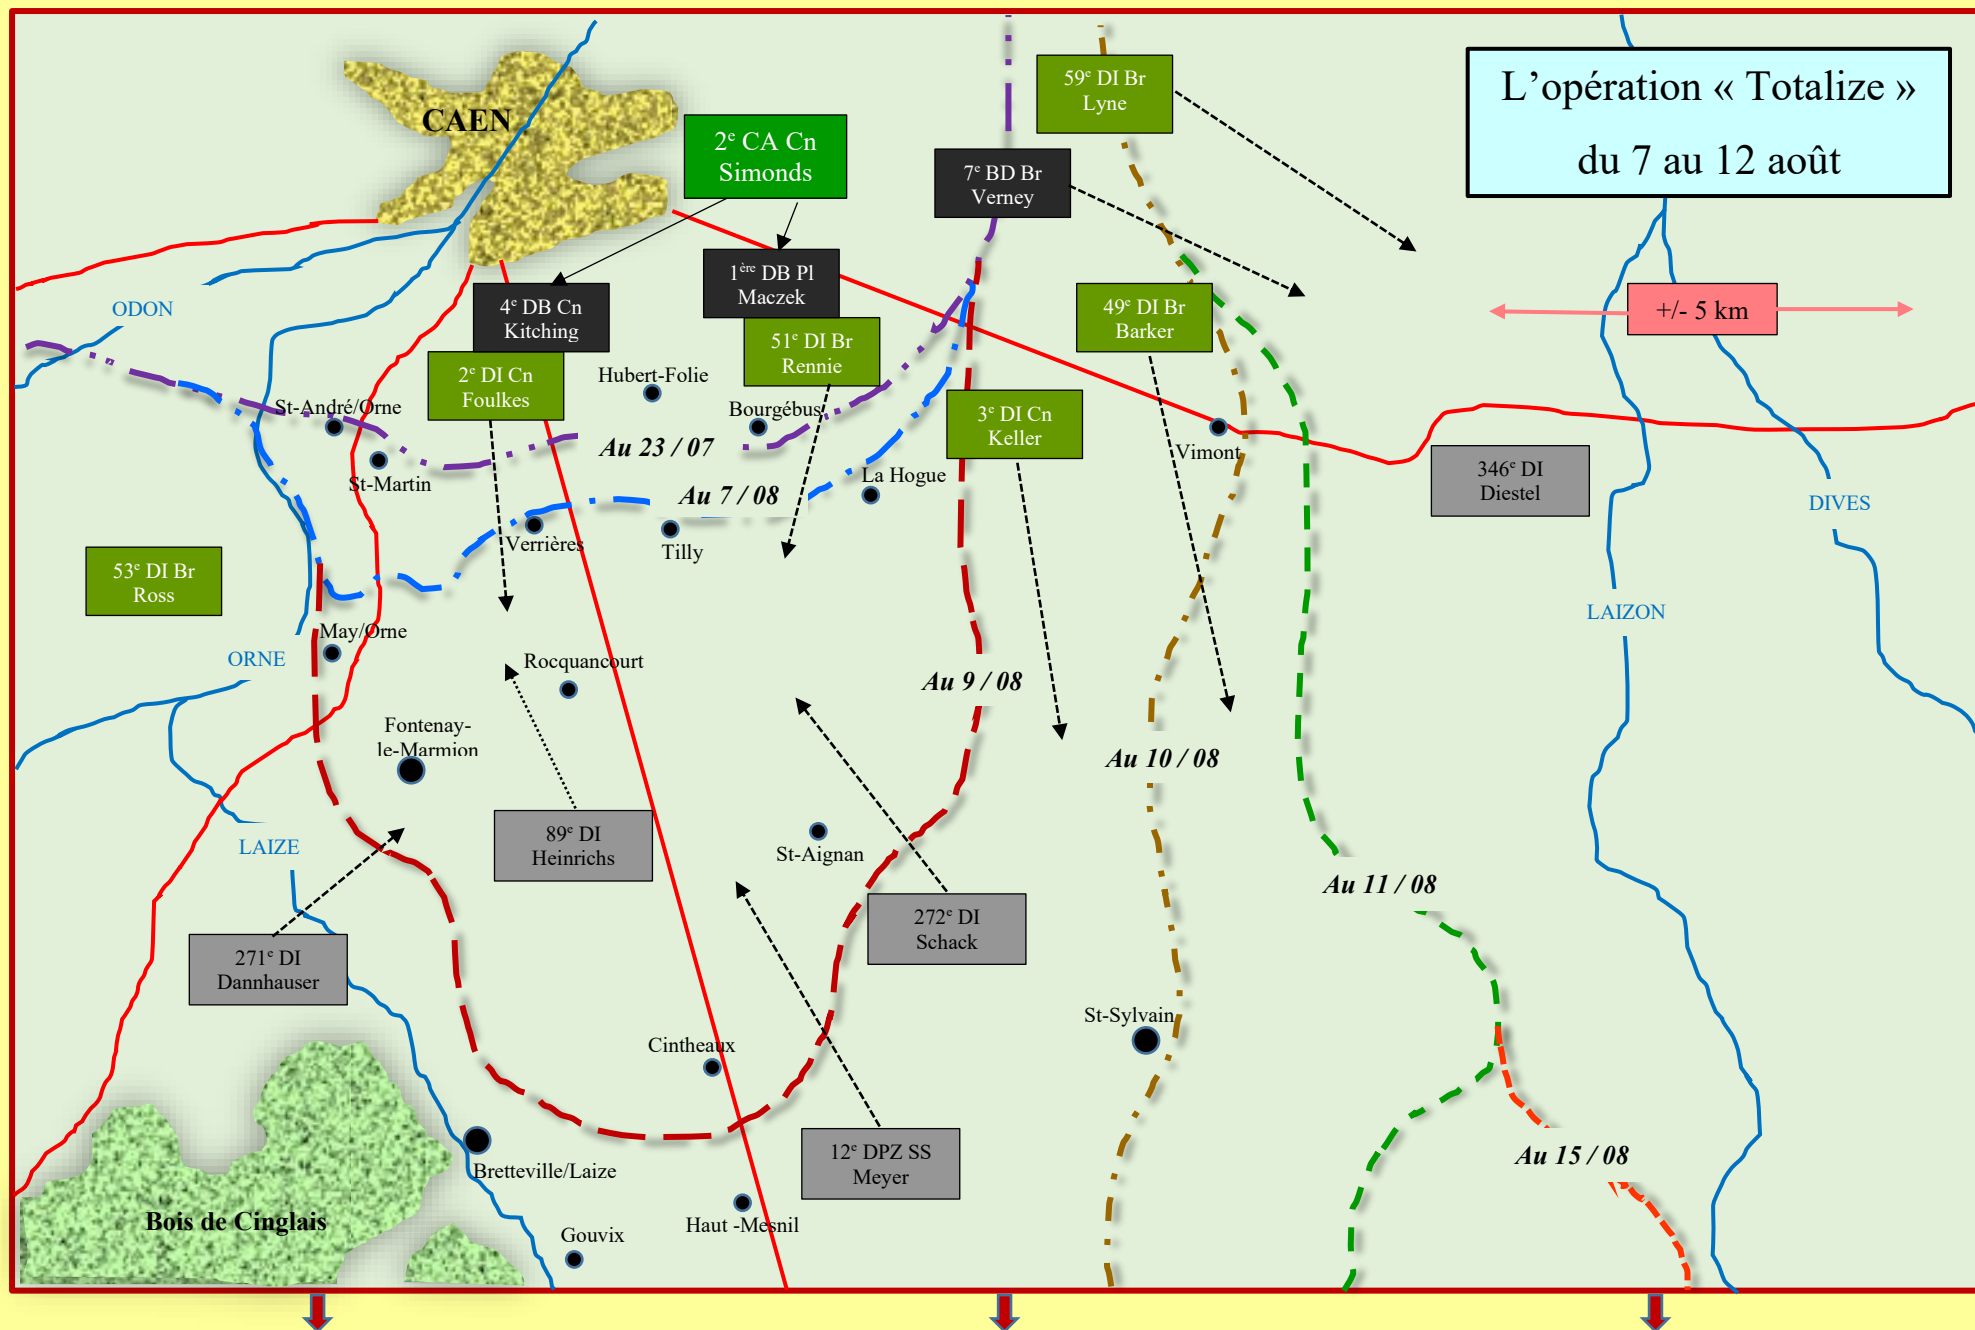 L'opération « Totalize »
du 7 au 12 août
59e DI Br
Lyne
CAEN
2e CA Cn
Simonds
7e BD Br
Verney
1ère DB Pl
Maczek
4e DB Cn
Kitching
49e DI Br
Barker
+/- 5 km
ODON
51e DI Br
Rennie
2e DI Cn
Foulkes
Hubert-Folie
St-André/Orne
Bourgébus
3e DI Cn
Keller
Au 23 / 07
Vimont
St-Martin
La Hogue
346e DI
Diestel
Au 7 / 08
DIVES
Verrières
Tilly
53e DI Br
Ross
LAIZON
May/Orne
ORNE
Rocquancourt
Au 9 / 08
Fontenay-
le-Marmion
Au 10 / 08
89e DI
Heinrichs
LAIZE
St-Aignan
Au 11 / 08
272e DI
Schack
271e DI
Dannhauser
St-Sylvain
Cintheaux
12e DPZ SS
Meyer
Au 15 / 08
Bretteville/Laize
Bois de Cinglais
Haut -Mesnil
Gouvix